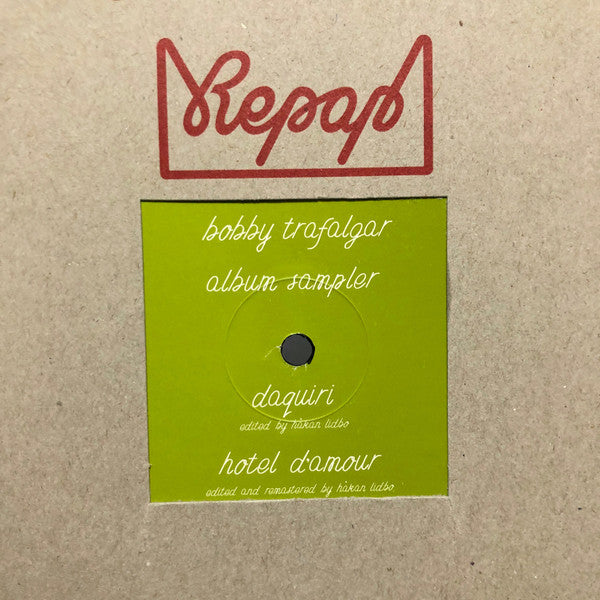 Repap
bobby trafalgar
album sampler
daquiri
edited by håkan lidbo
hotel d'amour
edited and remastered by håkan lidbo